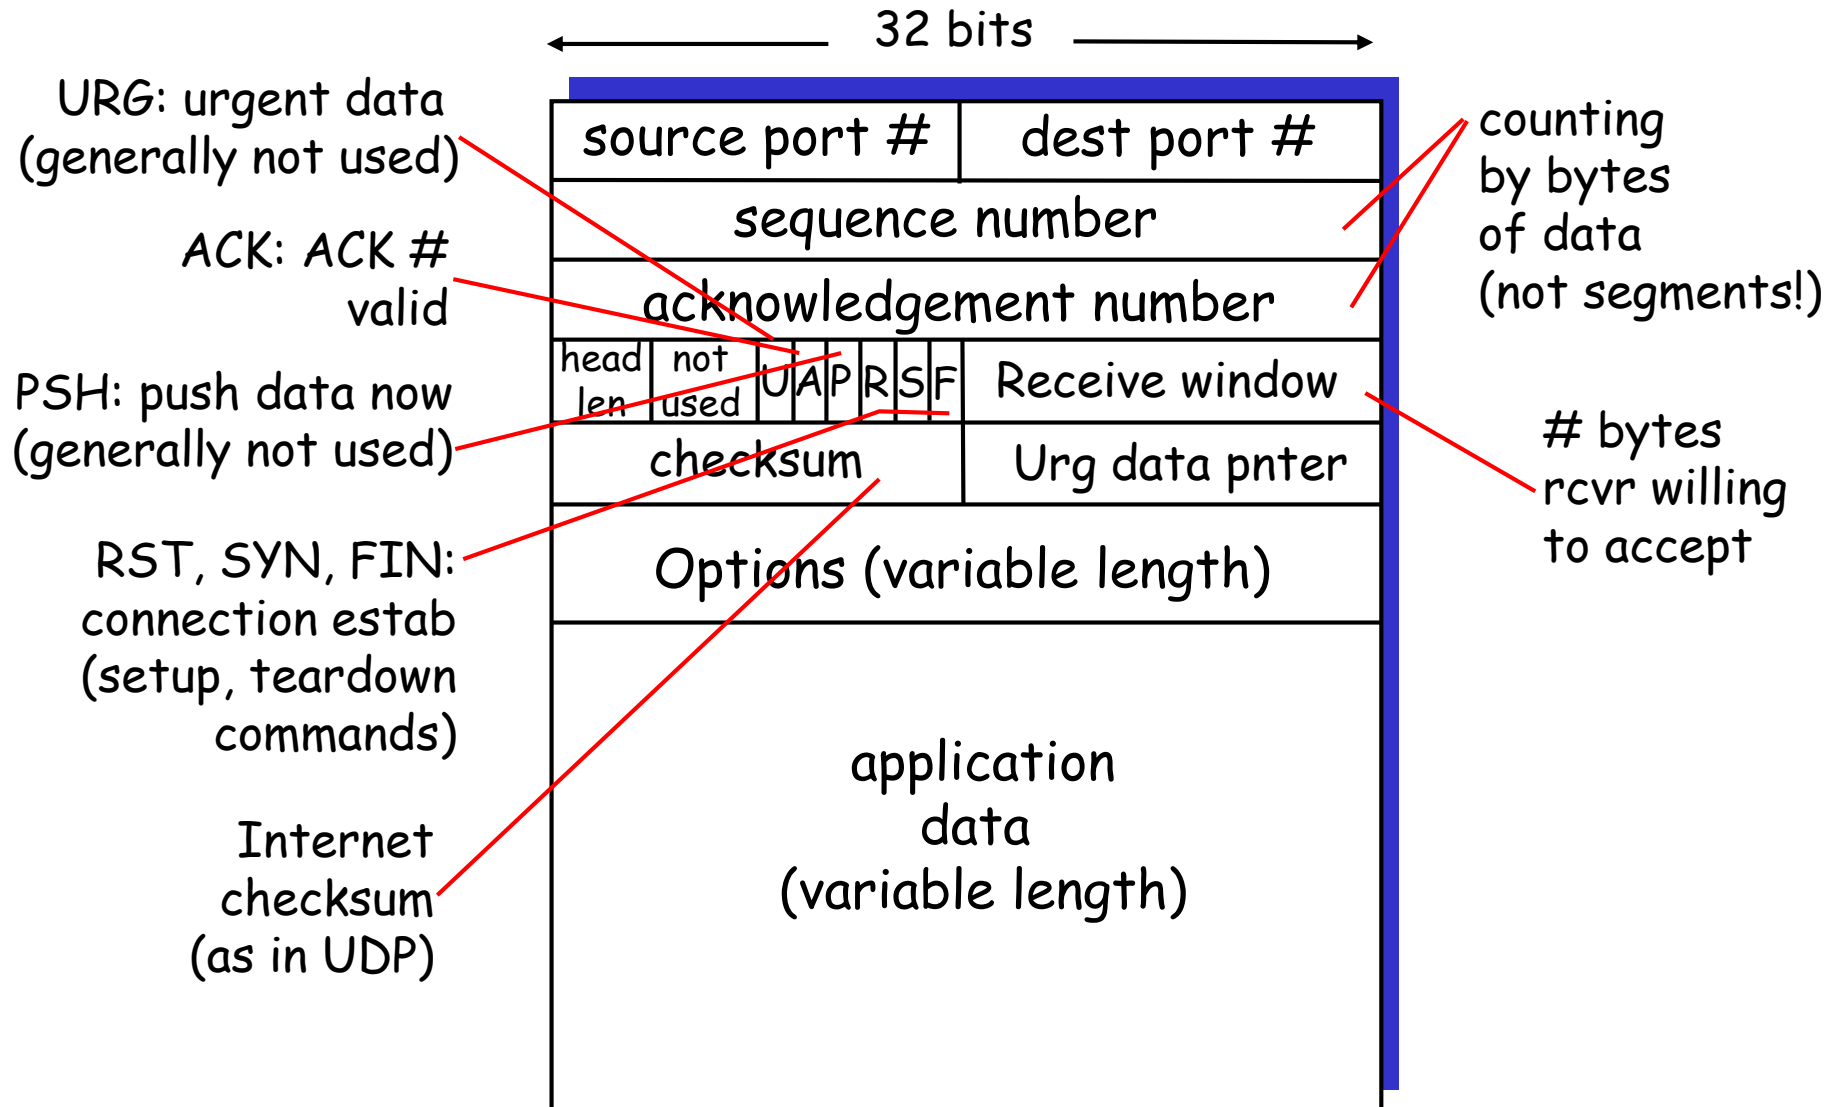 32 bits
URG: urgent data
(generally not used)
ACK: ACK #
valid
PSH: push data now
(generally not used)
RST, SYN, FIN:
connection estab
(setup, teardown
commands)
Internet
checksum
(as in UDP)
source port # dest port #
sequence number
acknowledgement number
head
len
not
used
U A P R S F
Receive window
checksum Urg data pnter
Options (variable length)
application
data
(variable length)
counting
by bytes
of data
(not segments!)
# bytes
rcvr willing
to accept